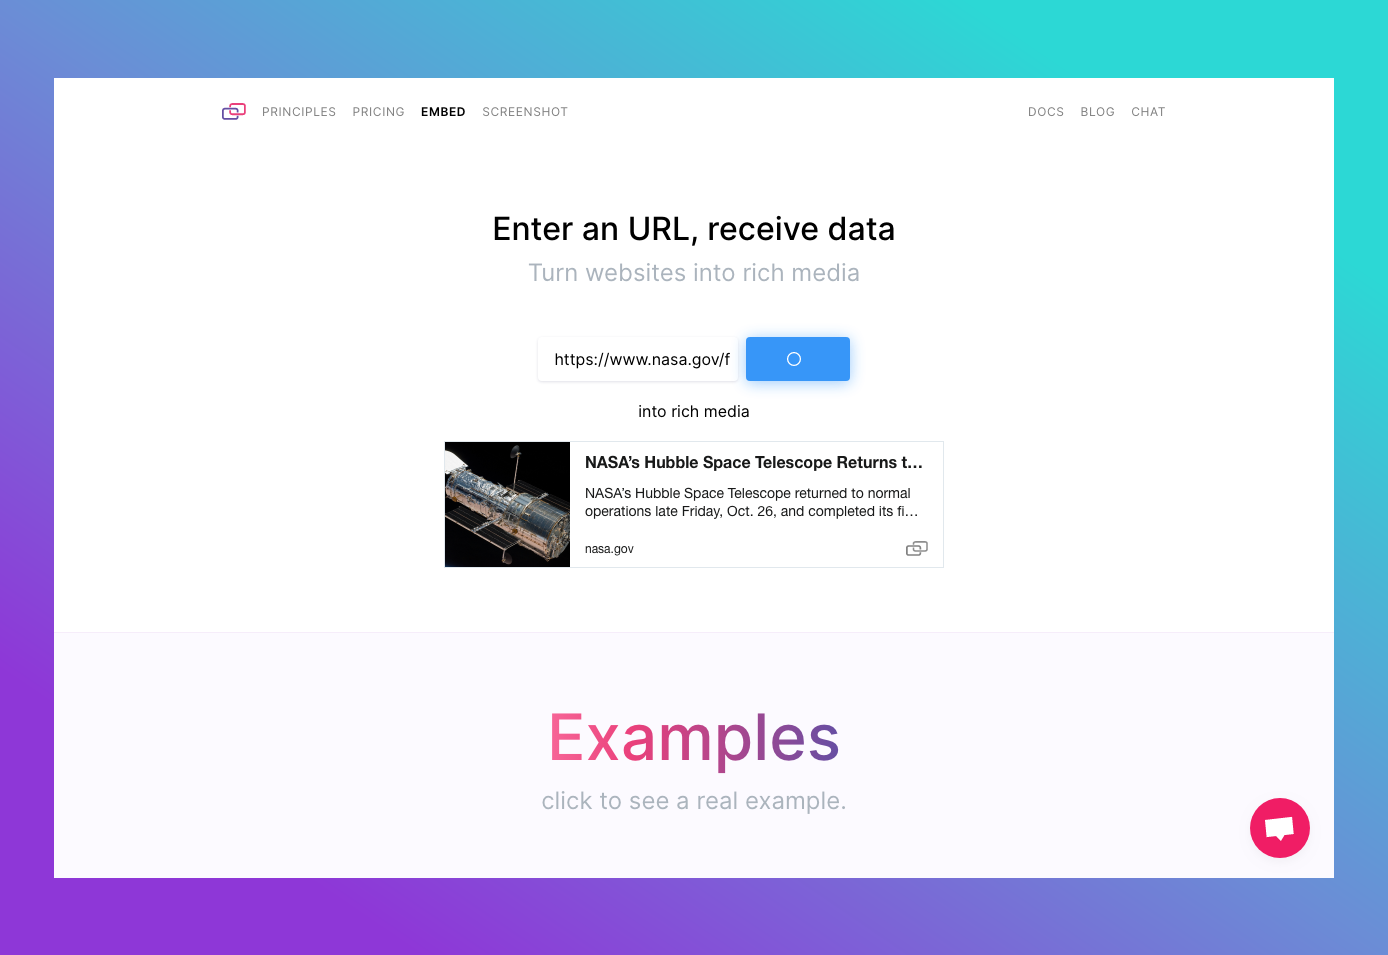 PRINCIPLES PRICING EMBED SCREENSHOT DOCS BLOG CHAT
Enter an URL, receive data
Turn websites into rich media
https://www.nasa.gov/f
into rich media
NASA’s Hubble Space Telescope Returns t…
NASA’s Hubble Space Telescope returned to normal
operations late Friday, Oct. 26, and completed its fi…
nasa.gov
Examples
click to see a real example.